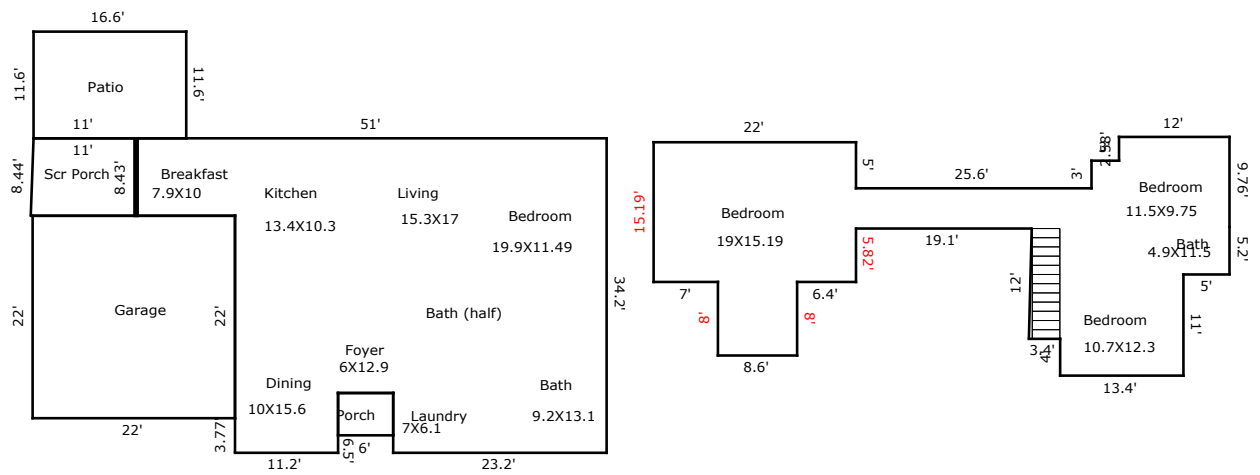 16.6'
11.6'
Patio
11.6'
11'
51'
11'
8.44'
Scr Porch
8.43'
Breakfast
7.9X10
Kitchen
13.4X10.3
Living
15.3X17
Bedroom
19.9X11.49
34.2'
22'
Garage
22'
Bath (half)
Foyer
6X12.9
Dining
10X15.6
Porch
Laundry
7X6.1
Bath
9.2X13.1
22'
3.77'
11.2'
6.5'
6'
23.2'
22'
5'
15.19'
Bedroom
19X15.19
25.6'
3'
12'
9.76'
Bedroom
11.5X9.75
Bath
4.9X11.5
5.2'
5.82'
19.1'
7'
6.4'
8'
8'
8.6'
12'
3.4'
4'
Bedroom
10.7X12.3
5'
11'
13.4'